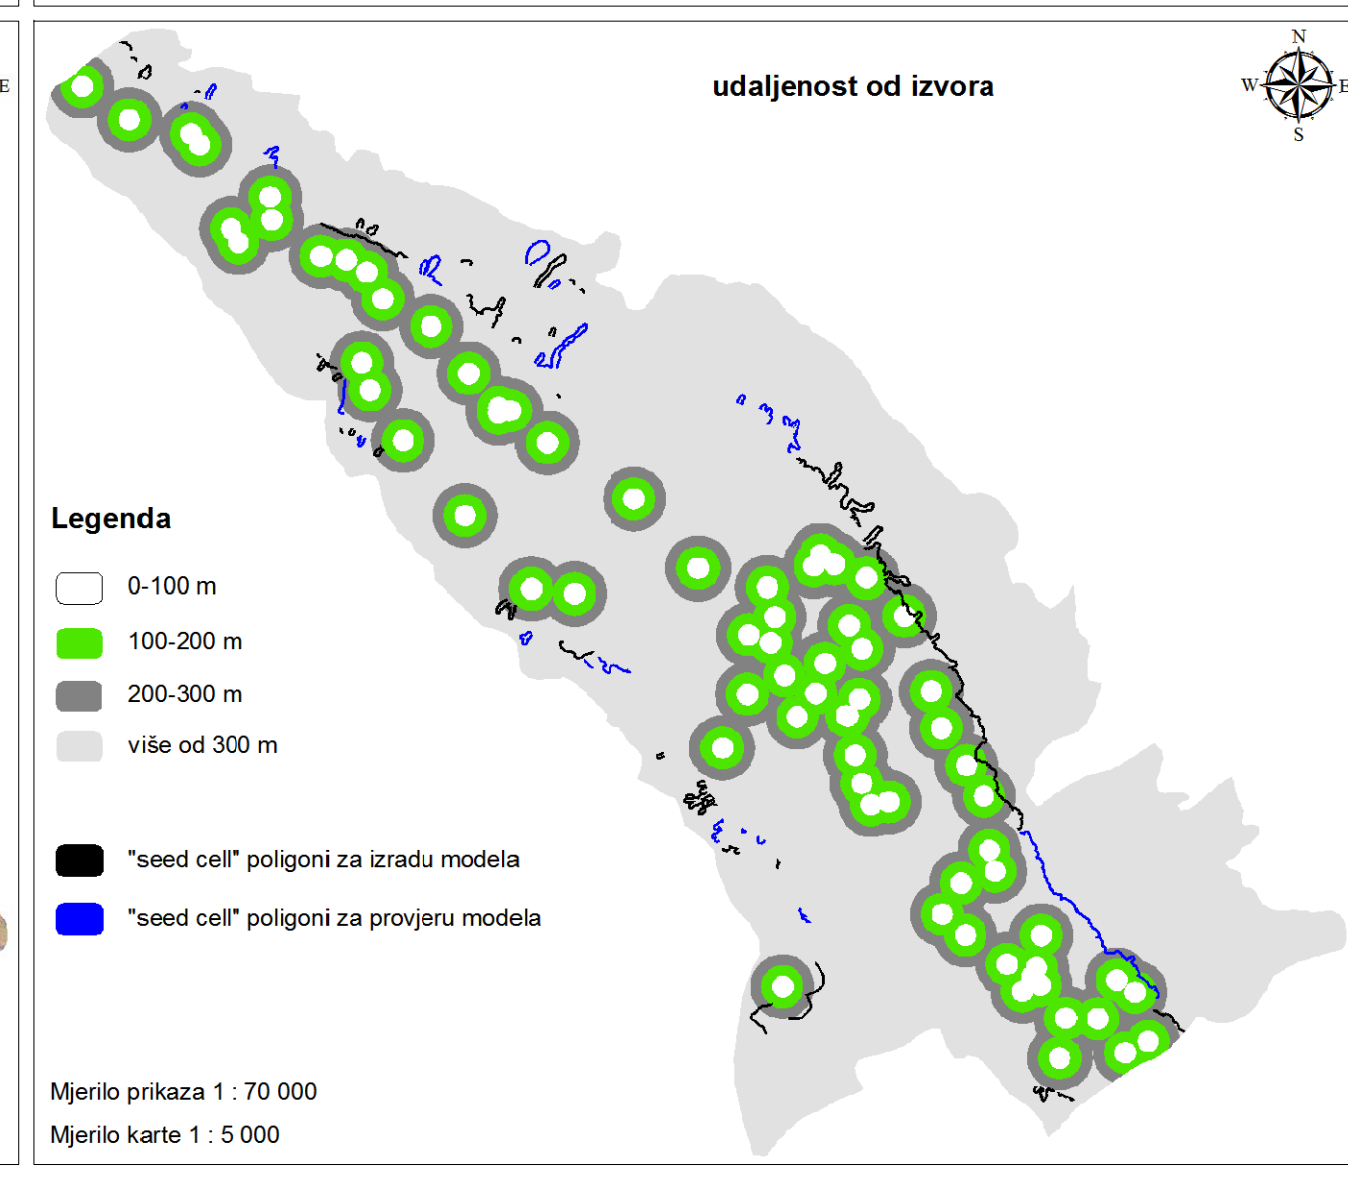 E
udaljenost od izvora
N
W E
S
Legenda
0-100 m
100-200 m
200-300 m
više od 300 m
"seed cell" poligoni za izradu modela
"seed cell" poligoni za provjeru modela
Mjerilo prikaza 1 : 70 000
Mjerilo karte 1 : 5 000